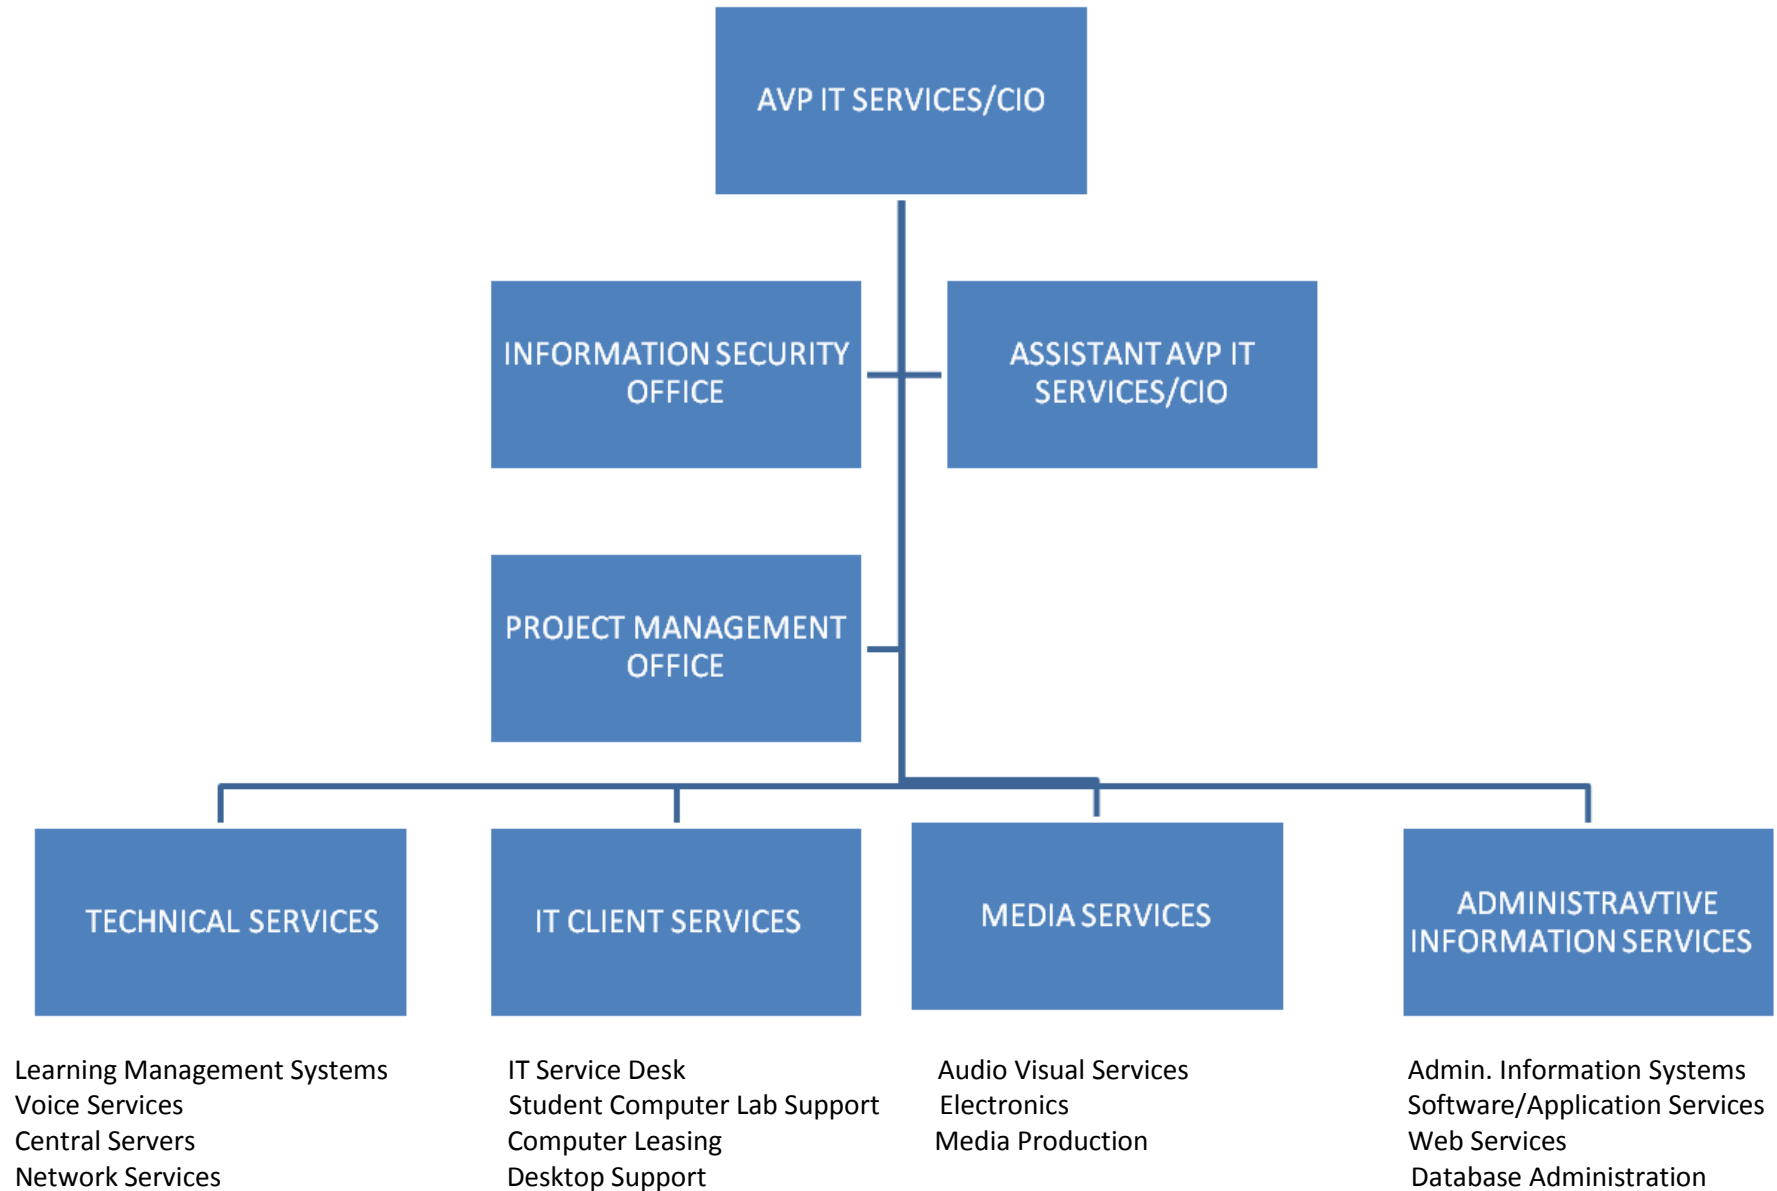 AVP IT SERVICES/CIO
INFORMATION SECURITY
OFFICE
ASSISTANT AVP IT
SERVICES/CIO
PROJECT MANAGEMENT
OFFICE
TECHNICAL SERVICES
IT CLIENT SERVICES
MEDIA SERVICES
ADMINISTRAVTIVE
INFORMATION SERVICES
Learning Management Systems
Voice Services
Central Servers
Network Services
IT Service Desk
Student Computer Lab Support
Computer Leasing
Desktop Support
Audio Visual Services
Electronics
Media Production
Admin. Information Systems
Software/Application Services
Web Services
Database Administration